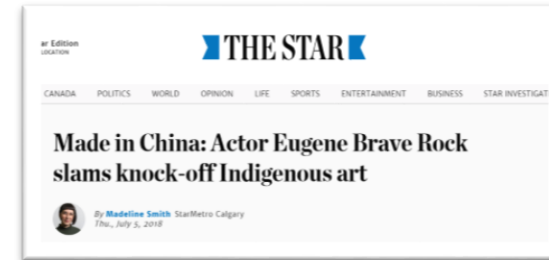 ar Edition
LOCATION
THE STAR
CANADA POLITICS WORLD OPINION LIFE SPORTS ENTERTAINMENT BUSINESS STAR INVESTIGAT
Made in China: Actor Eugene Brave Rock
slams knock-off Indigenous art
By Madeline Smith StarMetro Calgary
Thu., July 5, 2018